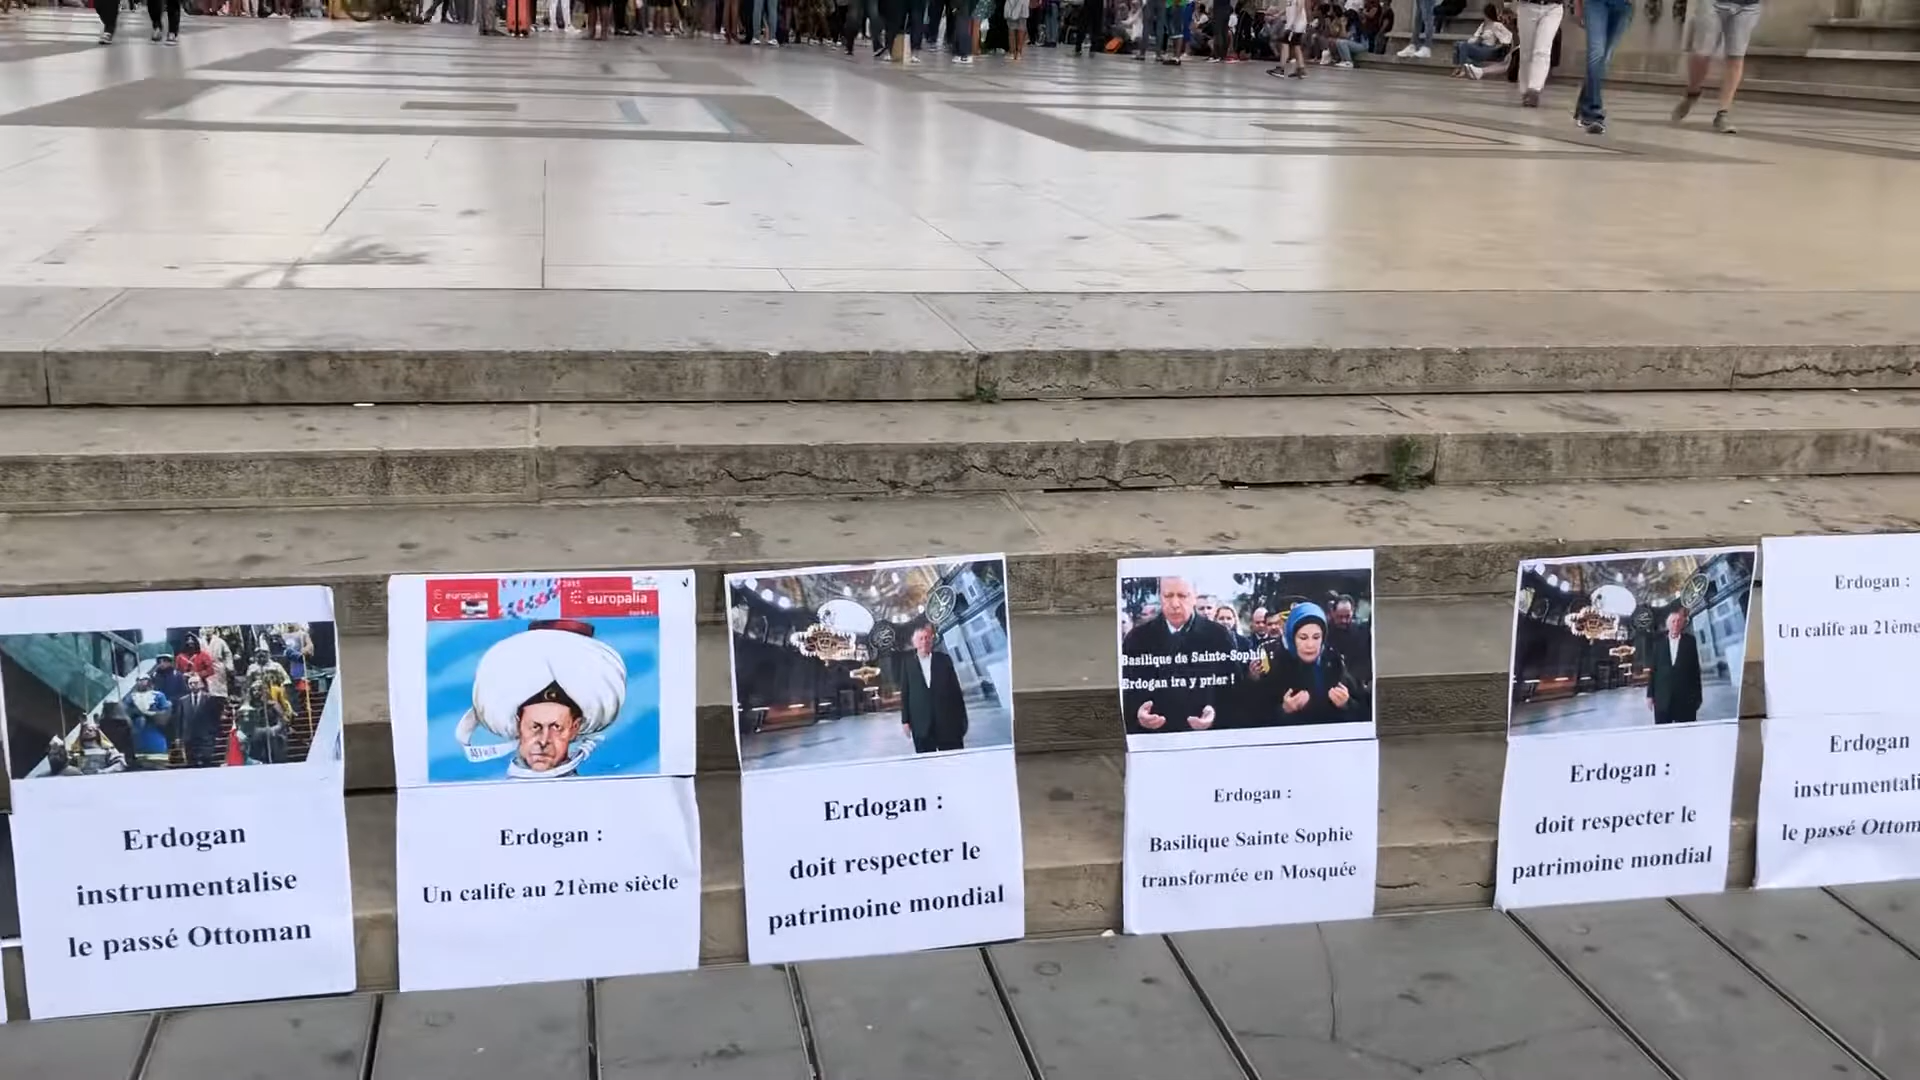 Erdogan
instrumentalise
le passé Ottoman
europalia
2015
europalia
Erdogan :
Un calife au 21ème siècle
Erdogan :
doit respecter le
patrimoine mondial
Basilique de Sainte-Sophie :
Erdogan ira y prier !
Erdogan :
Basilique Sainte Sophie
transformée en Mosquée
Erdogan :
doit respecter le
patrimoine mondial
Erdogan :
Un calife au 21ème
Erdogan
instrumentali
le passé Ottom